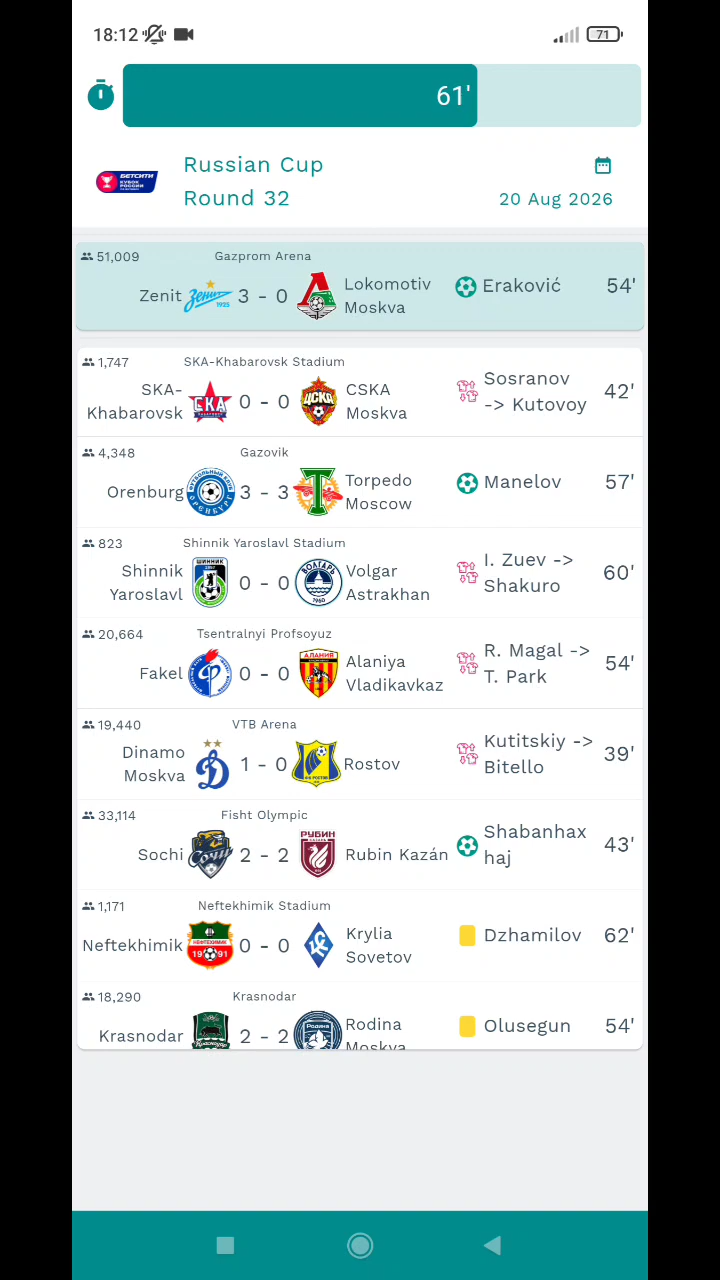 18:12
71
61'
БЕТСИТИ
КУБОК
РОССИИ
Russian Cup
Round 32
20 Aug 2026
51,009
Gazprom Arena
Zenit
3 - 0
Lokomotiv
Moskva
Eraković
54'
1,747
SKA-Khabarovsk Stadium
SKA-
Khabarovsk
0 - 0
CSKA
Moskva
Sosranov
-> Kutovoy
42'
4,348
Gazovik
Orenburg
3 - 3
Torpedo
Moscow
Manelov
57'
823
Shinnik Yaroslavl Stadium
Shinnik
Yaroslavl
0 - 0
Volgar
Astrakhan
I. Zuev ->
Shakuro
60'
20,664
Tsentralnyi Profsoyuz
Fakel
0 - 0
Alaniya
Vladikavkaz
R. Magal ->
T. Park
54'
19,440
VTB Arena
Dinamo
Moskva
1 - 0
Rostov
Kutitskiy ->
Bitello
39'
33,114
Fisht Olympic
Sochi
2 - 2
Rubin Kazán
Shabanhax
haj
43'
1,171
Neftekhimik Stadium
Neftekhimik
0 - 0
Krylia
Sovetov
Dzhamilov
62'
18,290
Krasnodar
Krasnodar
2 - 2
Rodina
Moskva
Olusegun
54'